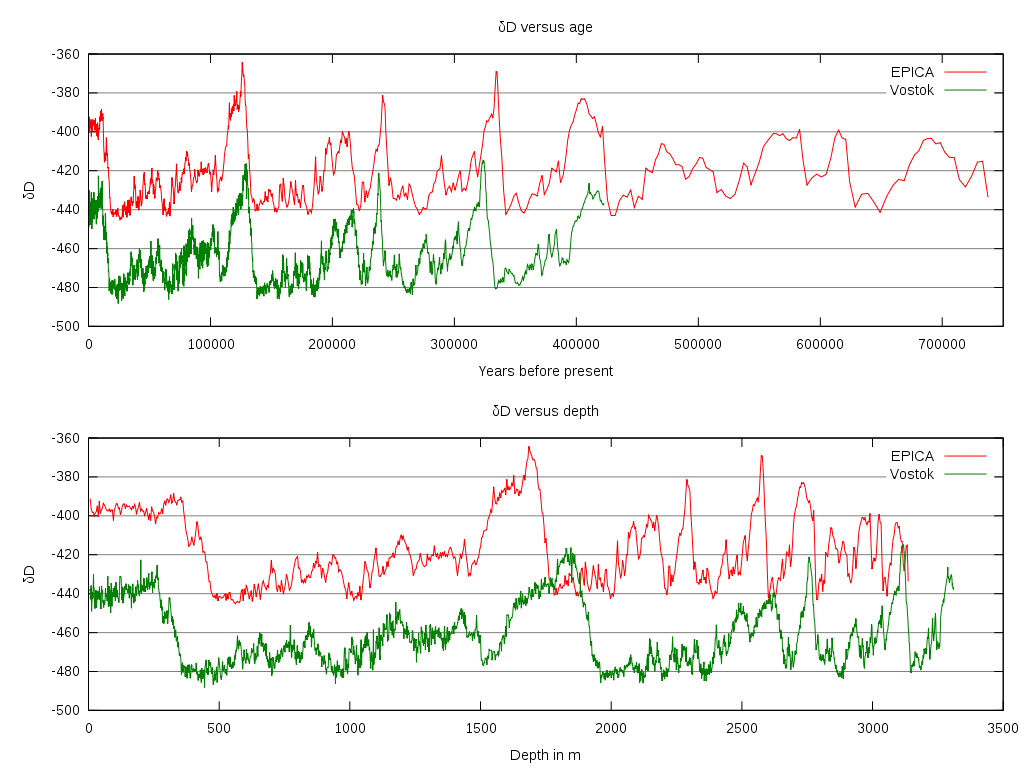 δD versus age
-360
EPICA
-380
Vostok
-400
-420
δD
-440
-460
-480
-500
0 100000 200000 300000 400000 500000 600000 700000
Years before present
δD versus depth
-360
EPICA
-380
Vostok
-400
-420
δD
-440
-460
-480
-500
0 500 1000 1500 2000 2500 3000 3500
Depth in m